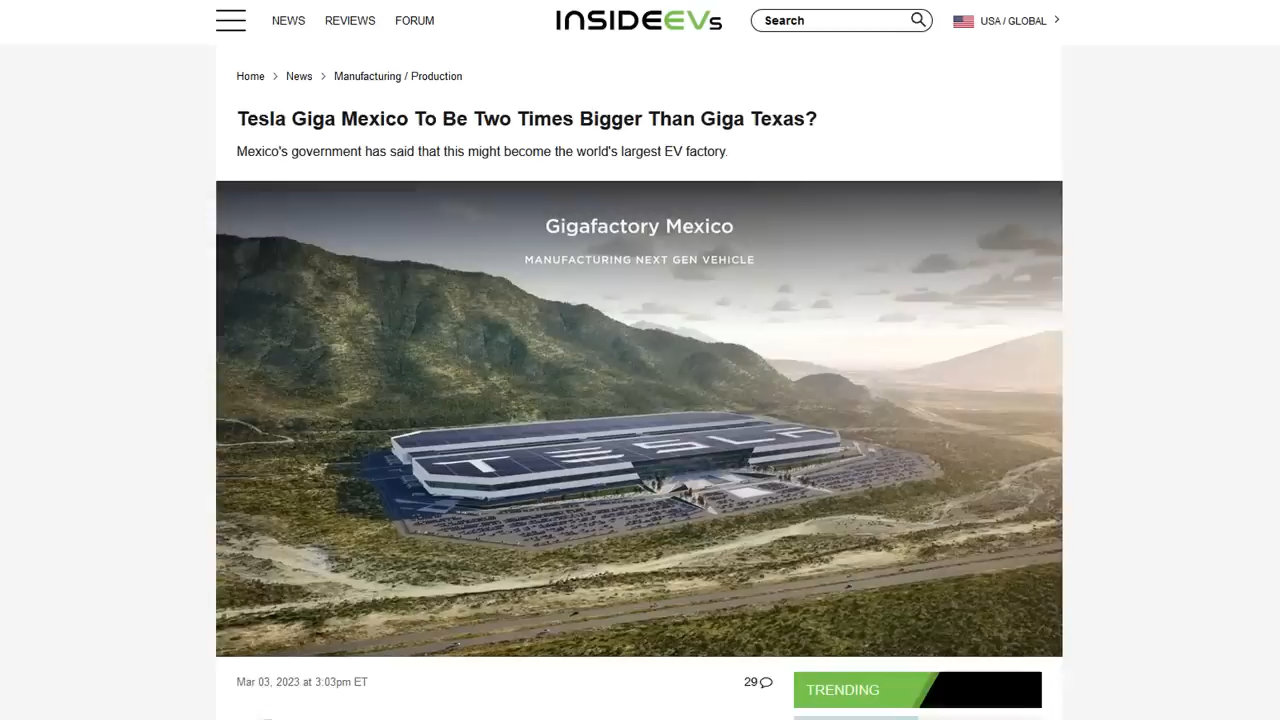 NEWS REVIEWS FORUM INSIDEEVs Search USA / GLOBAL
Home News Manufacturing / Production
Tesla Giga Mexico To Be Two Times Bigger Than Giga Texas?
Mexico's government has said that this might become the world's largest EV factory.
Gigafactory Mexico
MANUFACTURING NEXT GEN VEHICLE
TESLA
Mar 03, 2023 at 3:03pm ET 29
TRENDING